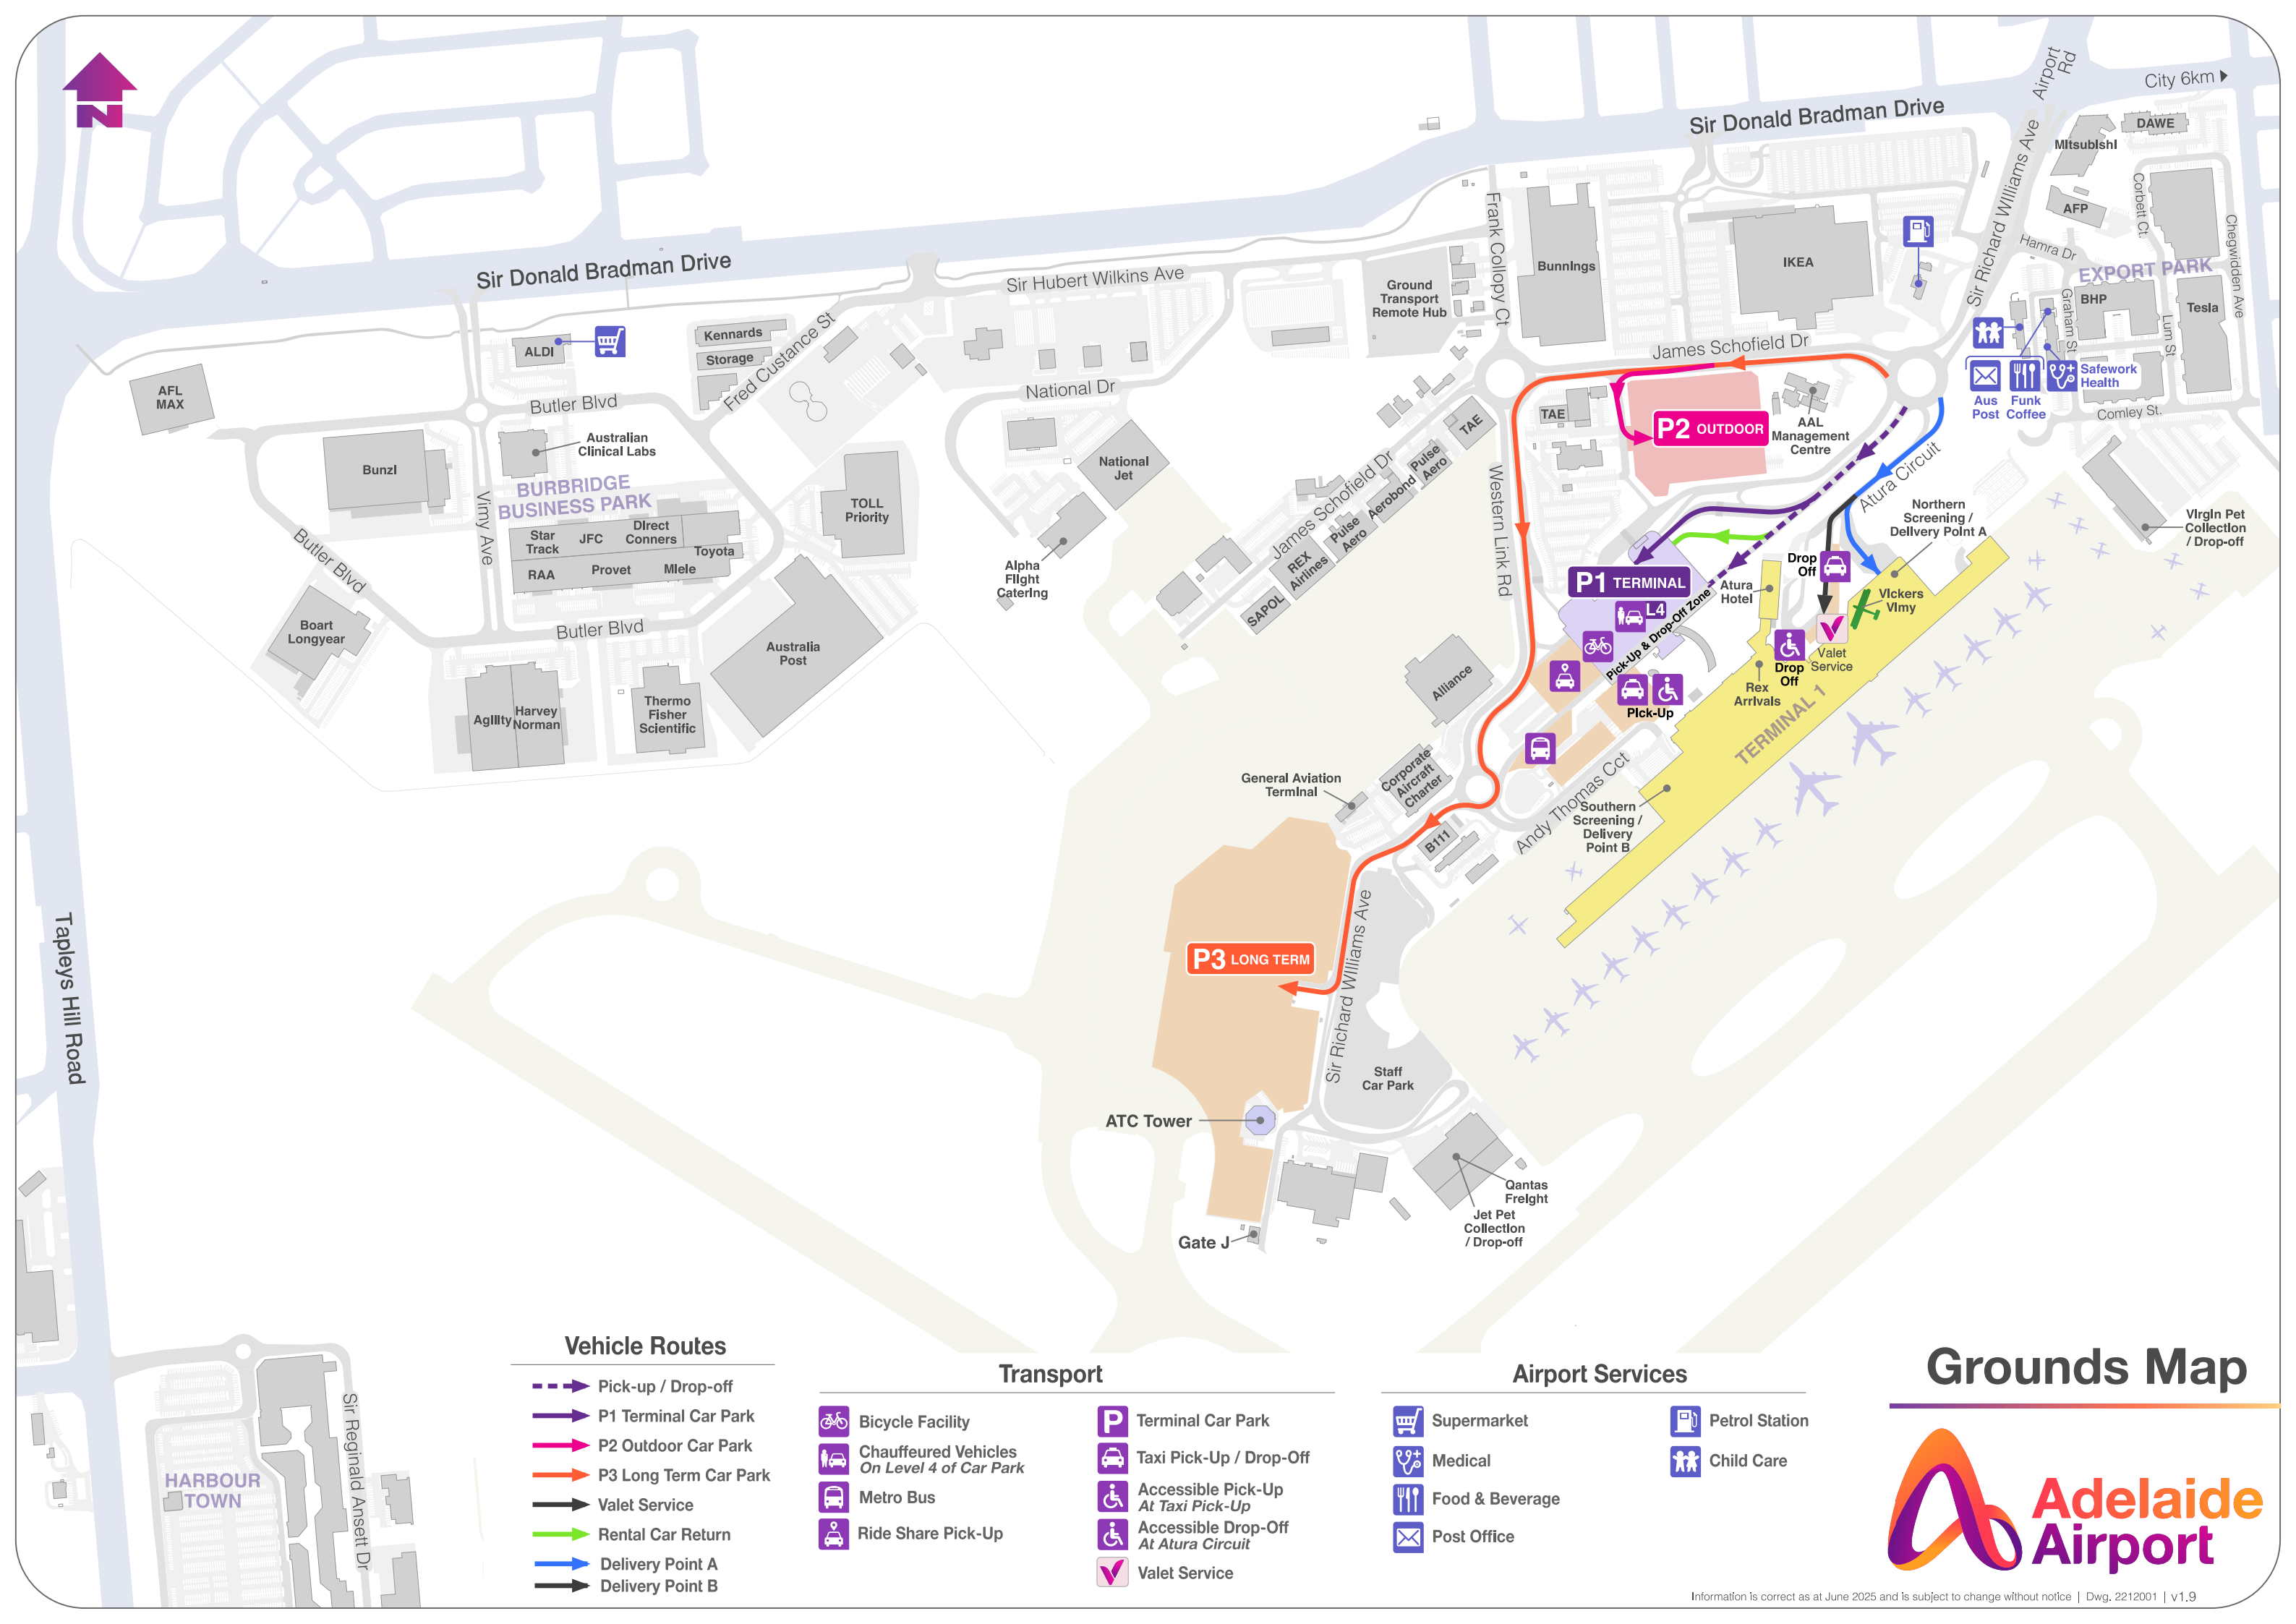 N
Sir Donald Bradman Drive
Airport
Rd
City 6km
Sir Donald Bradman Drive
Sir Hubert Wilkins Ave
Frank Collopy Ct
Sir Richard Williams Ave
DAWE
Mitsubishi
AFP
Corbett Ct.
Chegwidden Ave
Hamra Dr
EXPORT PARK
BHP
Tesla
Graham St
Lum St
Comley St.
Safework
Health
Aus
Post
Funk
Coffee
Bunnings
IKEA
Ground
Transport
Remote Hub
James Schofield Dr
AFL
MAX
ALDI
Kennards
Storage
Fred Custance St
National Dr
Butler Blvd
Bunzl
Australian
Clinical Labs
BURBRIDGE
BUSINESS PARK
Vimy Ave
Star
Track
JFC
Direct
Conners
Toyota
RAA
Provet
Miele
TOLL
Priority
Butler Blvd
Boart
Longyear
Butler Blvd
Australia
Post
Agility
Harvey
Norman
Thermo
Fisher
Scientific
National
Jet
Alpha
Flight
Catering
TAE
Pulse
Aero
Aerobond
Pulse
Aero
REX
Airlines
SAPOL
James Schofield Dr
TAE
P2 OUTDOOR
AAL
Management
Centre
Western Link Rd
Atura Circuit
Northern
Screening /
Delivery Point A
Virgin Pet
Collection
/ Drop-off
P1 TERMINAL
L4
Pick-Up & Drop-Off Zone
Drop
Off
Atura
Hotel
Vickers
Vimy
Valet
Service
Drop
Off
Rex
Arrivals
Pick-Up
TERMINAL 1
Alliance
Corporate
Aircraft
Charter
General Aviation
Terminal
B111
Andy Thomas Cct
Southern
Screening /
Delivery
Point B
P3 LONG TERM
Sir Richard Williams Ave
Staff
Car Park
ATC Tower
Gate J
Qantas
Freight
Jet Pet
Collection
/ Drop-off
Tapleys Hill Road
HARBOUR
TOWN
Sir Reginald Ansett Dr
Vehicle Routes
Pick-up / Drop-off
P1 Terminal Car Park
P2 Outdoor Car Park
P3 Long Term Car Park
Valet Service
Rental Car Return
Delivery Point A
Delivery Point B
Transport
Bicycle Facility
Chauffeured Vehicles
On Level 4 of Car Park
Metro Bus
Ride Share Pick-Up
P Terminal Car Park
Taxi Pick-Up / Drop-Off
Accessible Pick-Up
At Taxi Pick-Up
Accessible Drop-Off
At Atura Circuit
Valet Service
Airport Services
Supermarket
Medical
Food & Beverage
Post Office
Petrol Station
Child Care
Grounds Map
Adelaide
Airport
Information is correct as at June 2025 and is subject to change without notice | Dwg. 2212001 | v1.9